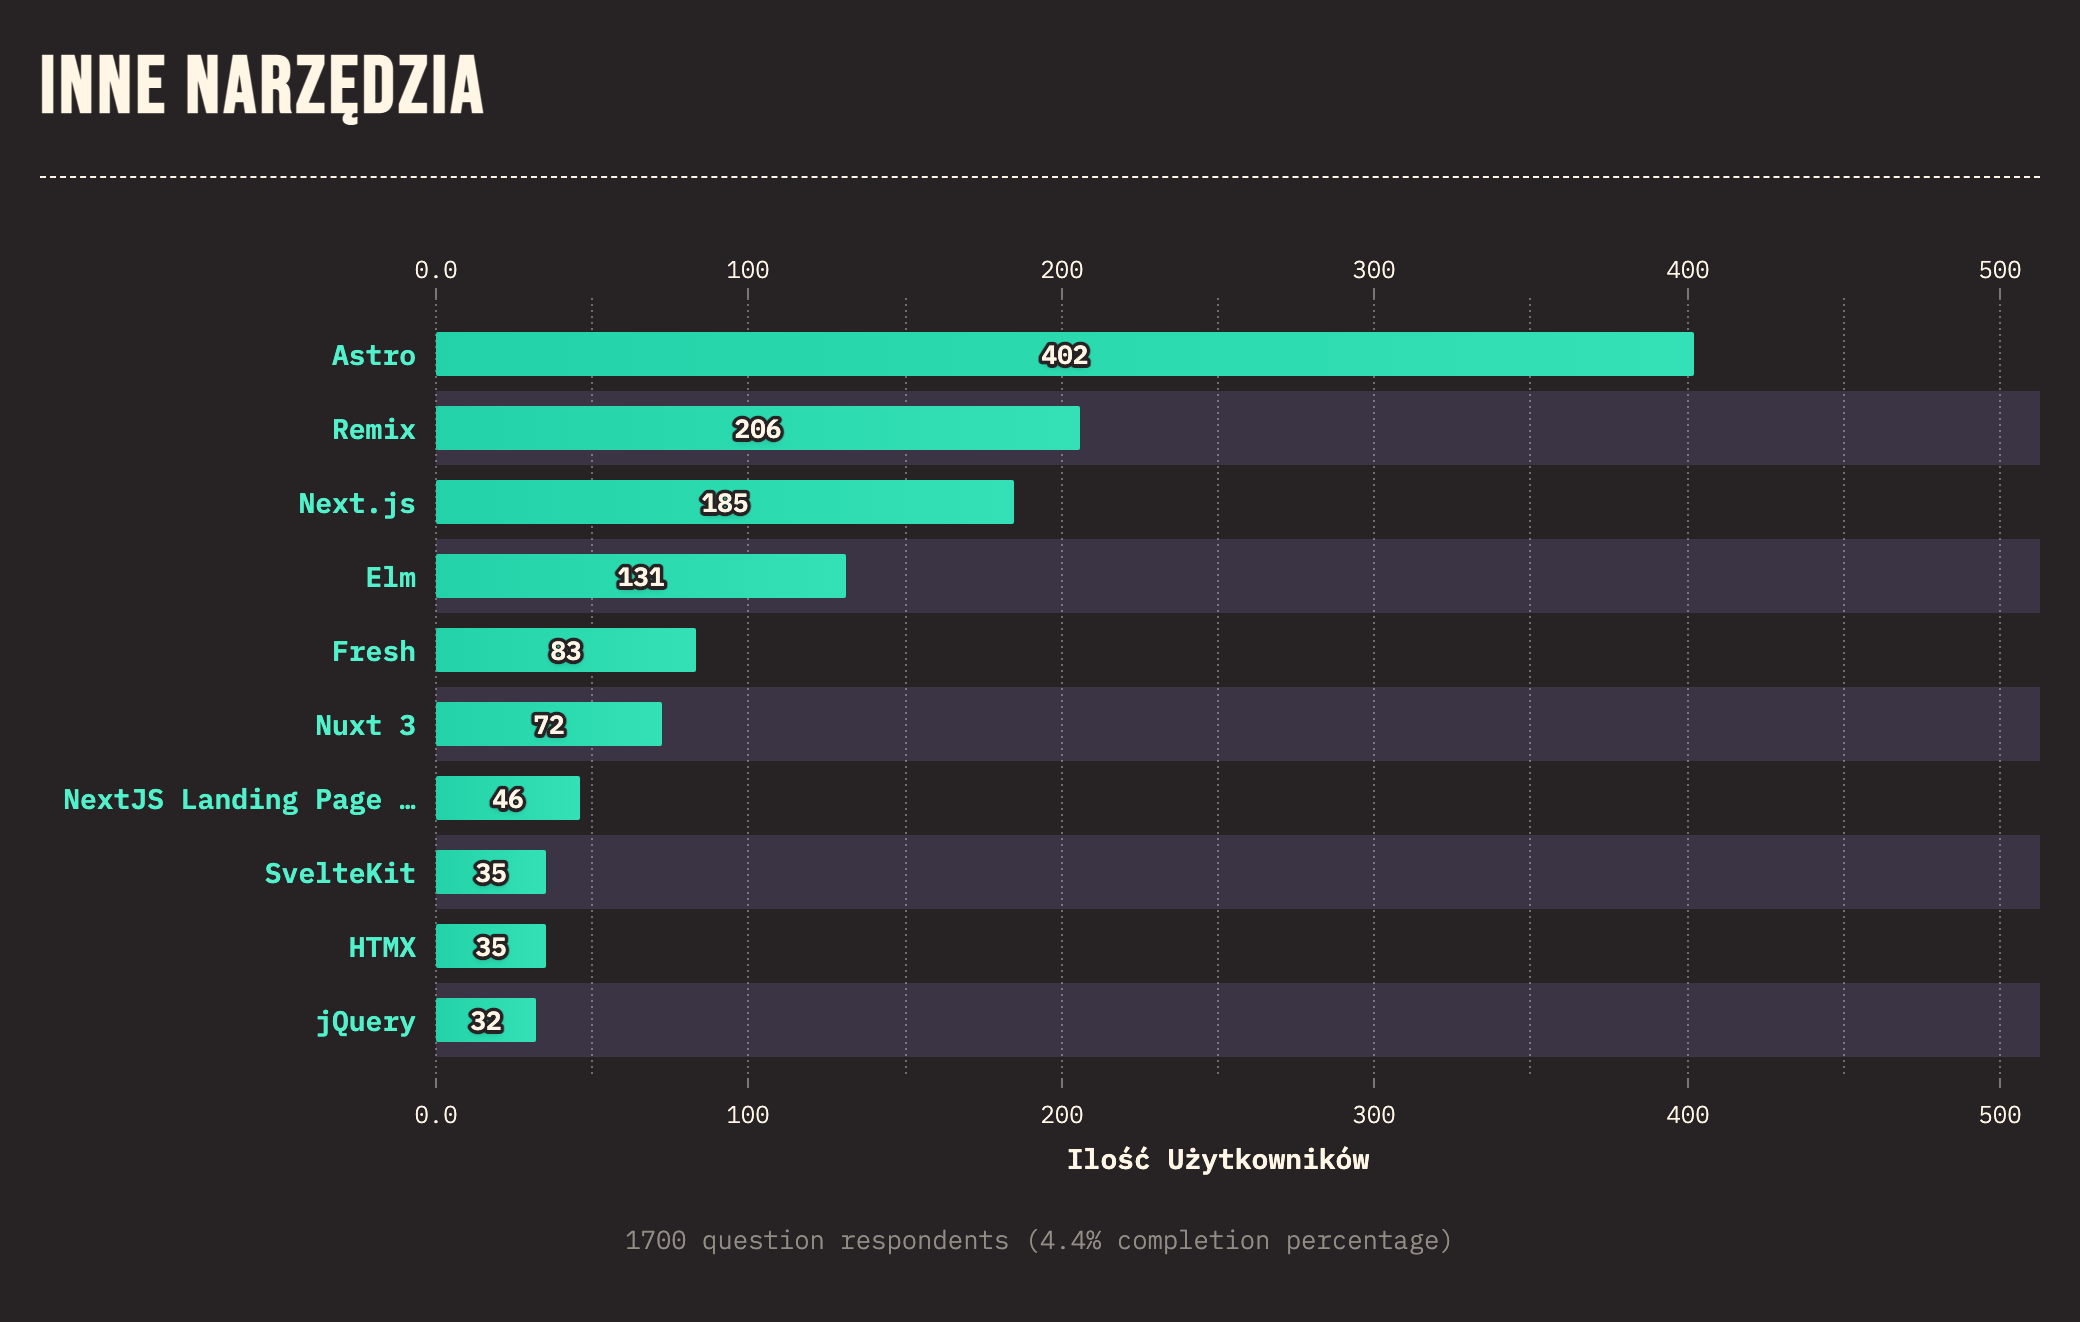 INNE NARZĘDZIA
0.0 100 200 300 400 500
Astro 402
Remix 206
Next.js 185
Elm 131
Fresh 83
Nuxt 3 72
NextJS Landing Page … 46
SvelteKit 35
HTMX 35
jQuery 32
0.0 100 200 300 400 500
Ilość Użytkowników
1700 question respondents (4.4% completion percentage)